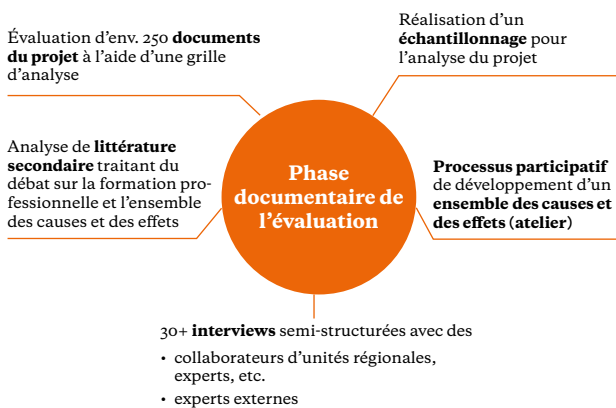 Évaluation d'env. 250 documents
du projet à l'aide d'une grille
d'analyse
Réalisation d'un
échantillonnage pour
l'analyse du projet
Analyse de littérature
secondaire traitant du
débat sur la formation pro-
fessionnelle et l'ensemble
des causes et des effets
Phase
documentaire de
l'évaluation
Processus participatif
de développement d'un
ensemble des causes et
des effets (atelier)
30+ interviews semi-structurées avec des
· collaborateurs d'unités régionales,
experts, etc.
· experts externes